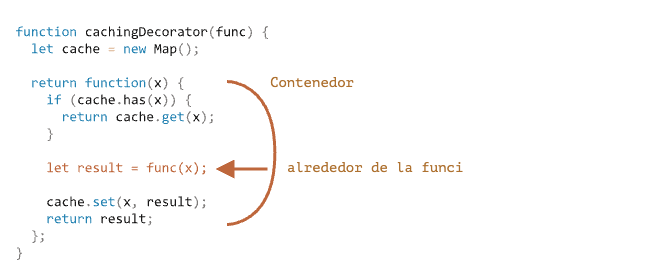 function cachingDecorator(func) {
  let cache = new Map();

  return function(x) {
    if (cache.has(x)) {
      return cache.get(x);
    }

    let result = func(x);

    cache.set(x, result);
    return result;
  };
}
Contenedor
alrededor de la funci